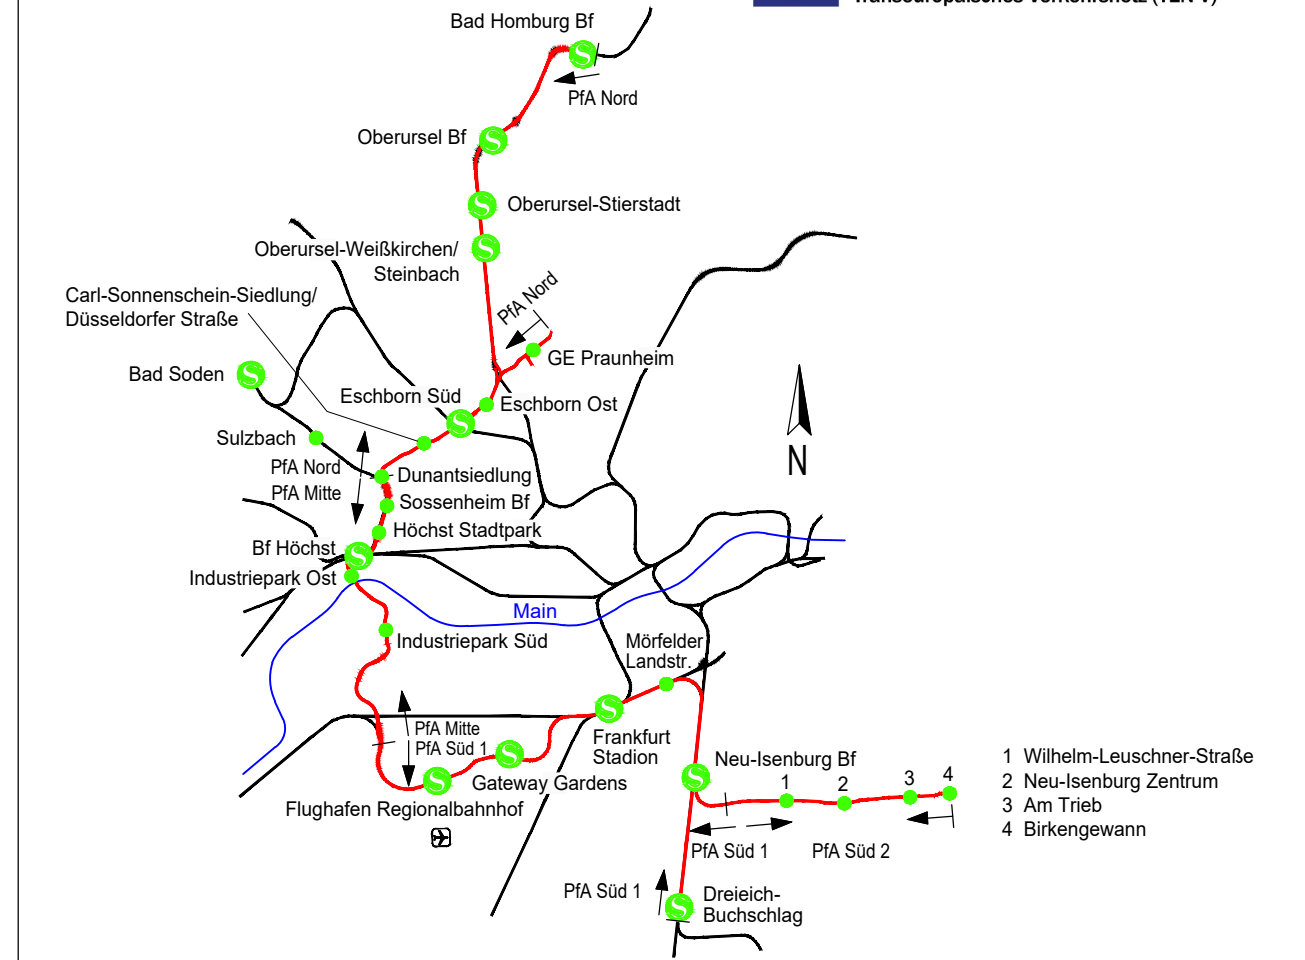 Transeuropäisches Verkehrsnetz (TEN-V)
Bad Homburg Bf
PfA Nord
Oberursel Bf
Oberursel-Stierstadt
Oberursel-Weißkirchen/
Steinbach
PfA Nord
Carl-Sonnenschein-Siedlung/
Düsseldorfer Straße
GE Praunheim
Bad Soden
Eschborn Süd
Eschborn Ost
Sulzbach
PfA Nord
PfA Mitte
Dunantsiedlung
Sossenheim Bf
Höchst Stadtpark
N
Bf Höchst
Industriepark Ost
Main
Industriepark Süd
Mörfelder
Landstr.
PfA Mitte
PfA Süd 1
Frankfurt
Stadion
Gateway Gardens
Flughafen Regionalbahnhof
Neu-Isenburg Bf
1
2
3
4
PfA Süd 1
PfA Süd 2
1 Wilhelm-Leuschner-Straße
2 Neu-Isenburg Zentrum
3 Am Trieb
4 Birkengewann
PfA Süd 1
Dreieich-
Buchschlag